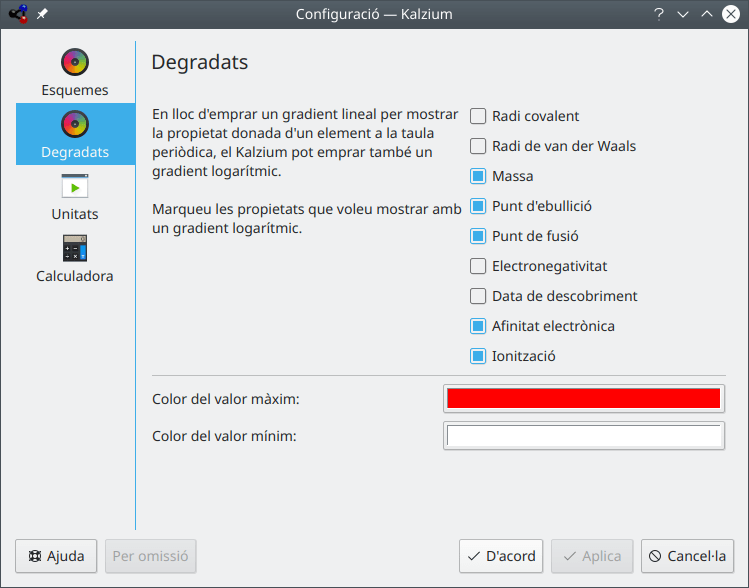 Configuració — Kalzium
Esquemes
Degradats
Unitats
Calculadora
Degradats
En lloc d'emprar un gradient lineal per mostrar
la propietat donada d'un element a la taula
periòdica, el Kalzium pot emprar també un
gradient logarítmic.
Marqueu les propietats que voleu mostrar amb
un gradient logarítmic.
Radi covalent
Radi de van der Waals
Massa
Punt d'ebullició
Punt de fusió
Electronegativitat
Data de descobriment
Afinitat electrònica
Ionització
Color del valor màxim:
Color del valor mínim:
Ajuda
Per omissió
D'acord
Aplica
Cancel·la